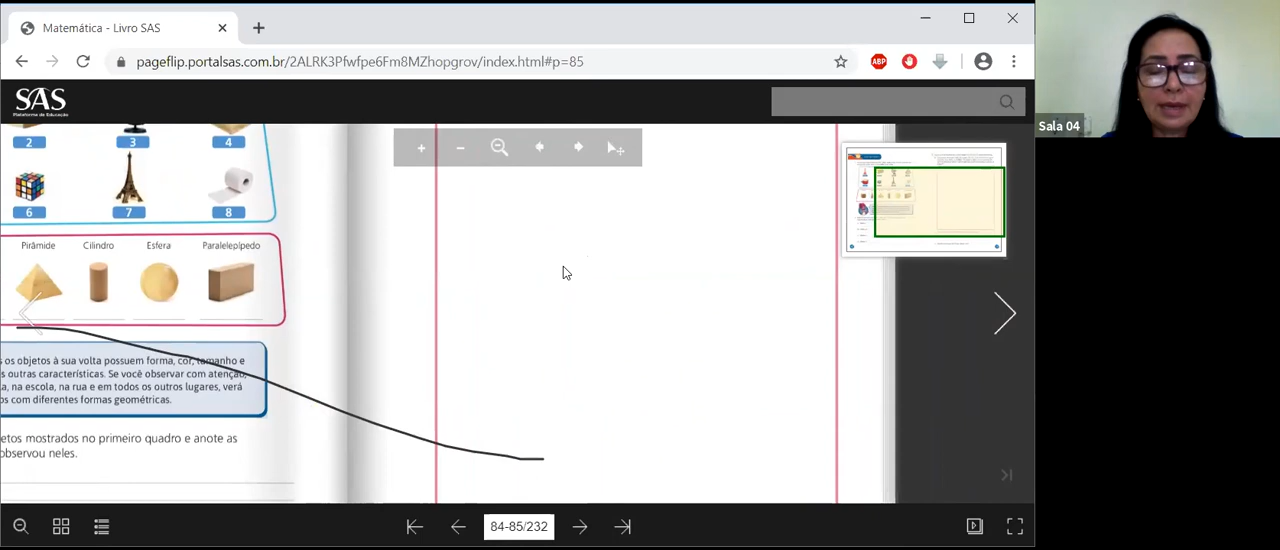 Matemática - Livro SAS
pageflip.portalsas.com.br/2ALRK3Pfwfpe6Fm8MZhopgrov/index.html#p=85
ABP
SAS
Plataforma de Educação
Sala 04
2
3
4
6
7
8
Pirâmide
Cilindro
Esfera
Paralelepípedo
s os objetos à sua volta possuem forma, cor, tamanho e
s outras características. Se você observar com atenção,
a, na escola, na rua e em todos os outros lugares, verá
os com diferentes formas geométricas.
etos mostrados no primeiro quadro e anote as
observou neles.
84-85/232